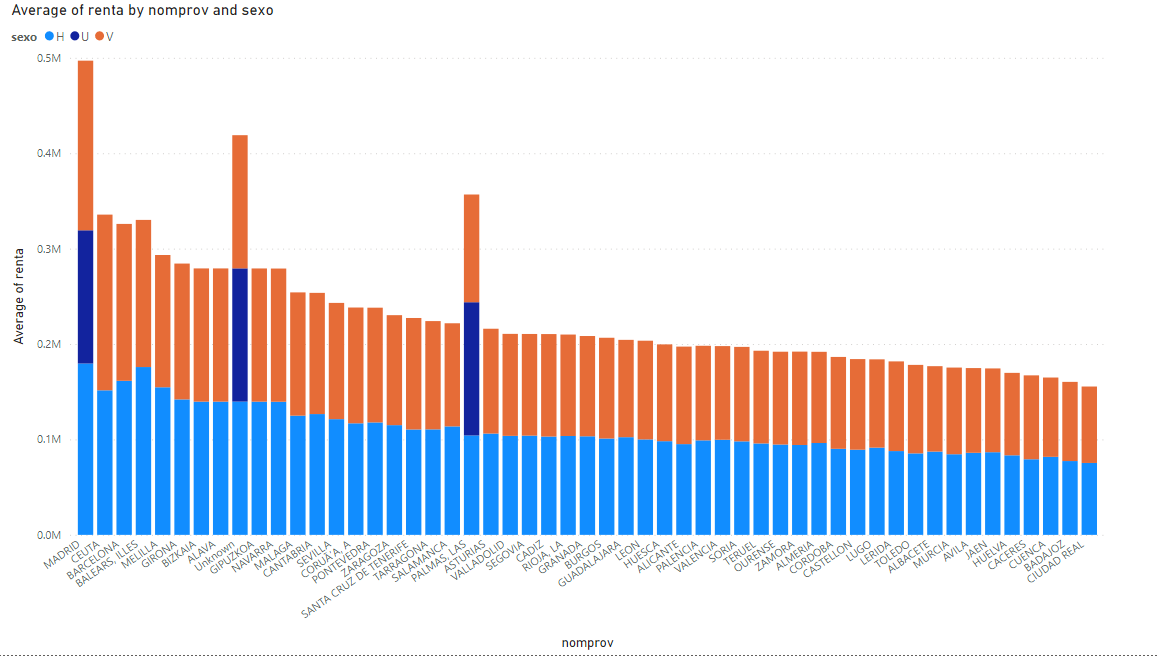 Average of renta by nomprov and sexo
sexo H U V
0.5M
0.4M
0.3M
0.2M
0.1M
0.0M
Average of renta
MADRID
CEUTA
BARCELONA
BALEARS, ILLES
MELILLA
GIRONA
BIZKAIA
ALAVA
Unknown
GIPUZKOA
NAVARRA
MALAGA
CANTABRIA
SEVILLA
CORUÑA, A
PONTEVEDRA
ZARAGOZA
SANTA CRUZ DE TENERIFE
TARRAGONA
SALAMANCA
PALMAS, LAS
ASTURIAS
VALLADOLID
SEGOVIA
CADIZ
RIOJA, LA
GRANADA
BURGOS
GUADALAJARA
LEON
HUESCA
ALICANTE
PALENCIA
VALENCIA
SORIA
TERUEL
OURENSE
ZAMORA
ALMERIA
CORDOBA
CASTELLON
LUGO
LERIDA
TOLEDO
ALBACETE
MURCIA
AVILA
JAEN
HUELVA
CACERES
CUENCA
BADAJOZ
CIUDAD REAL
nomprov